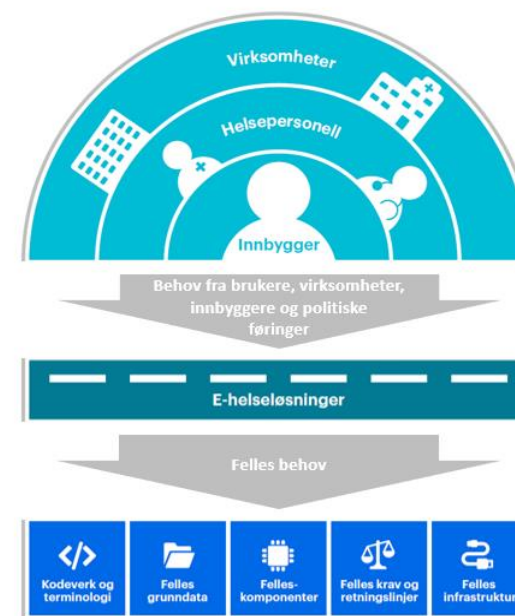 Virksomheter
Helsepersonell
Innbygger
Behov fra brukere, virksomheter,
innbyggere og politiske
føringer
E-helseløsninger
Felles behov
Kodeverk og
terminologi
Felles
grunndata
Felles-
komponenter
Felles krav og
retningslinjer
Felles
infrastruktur